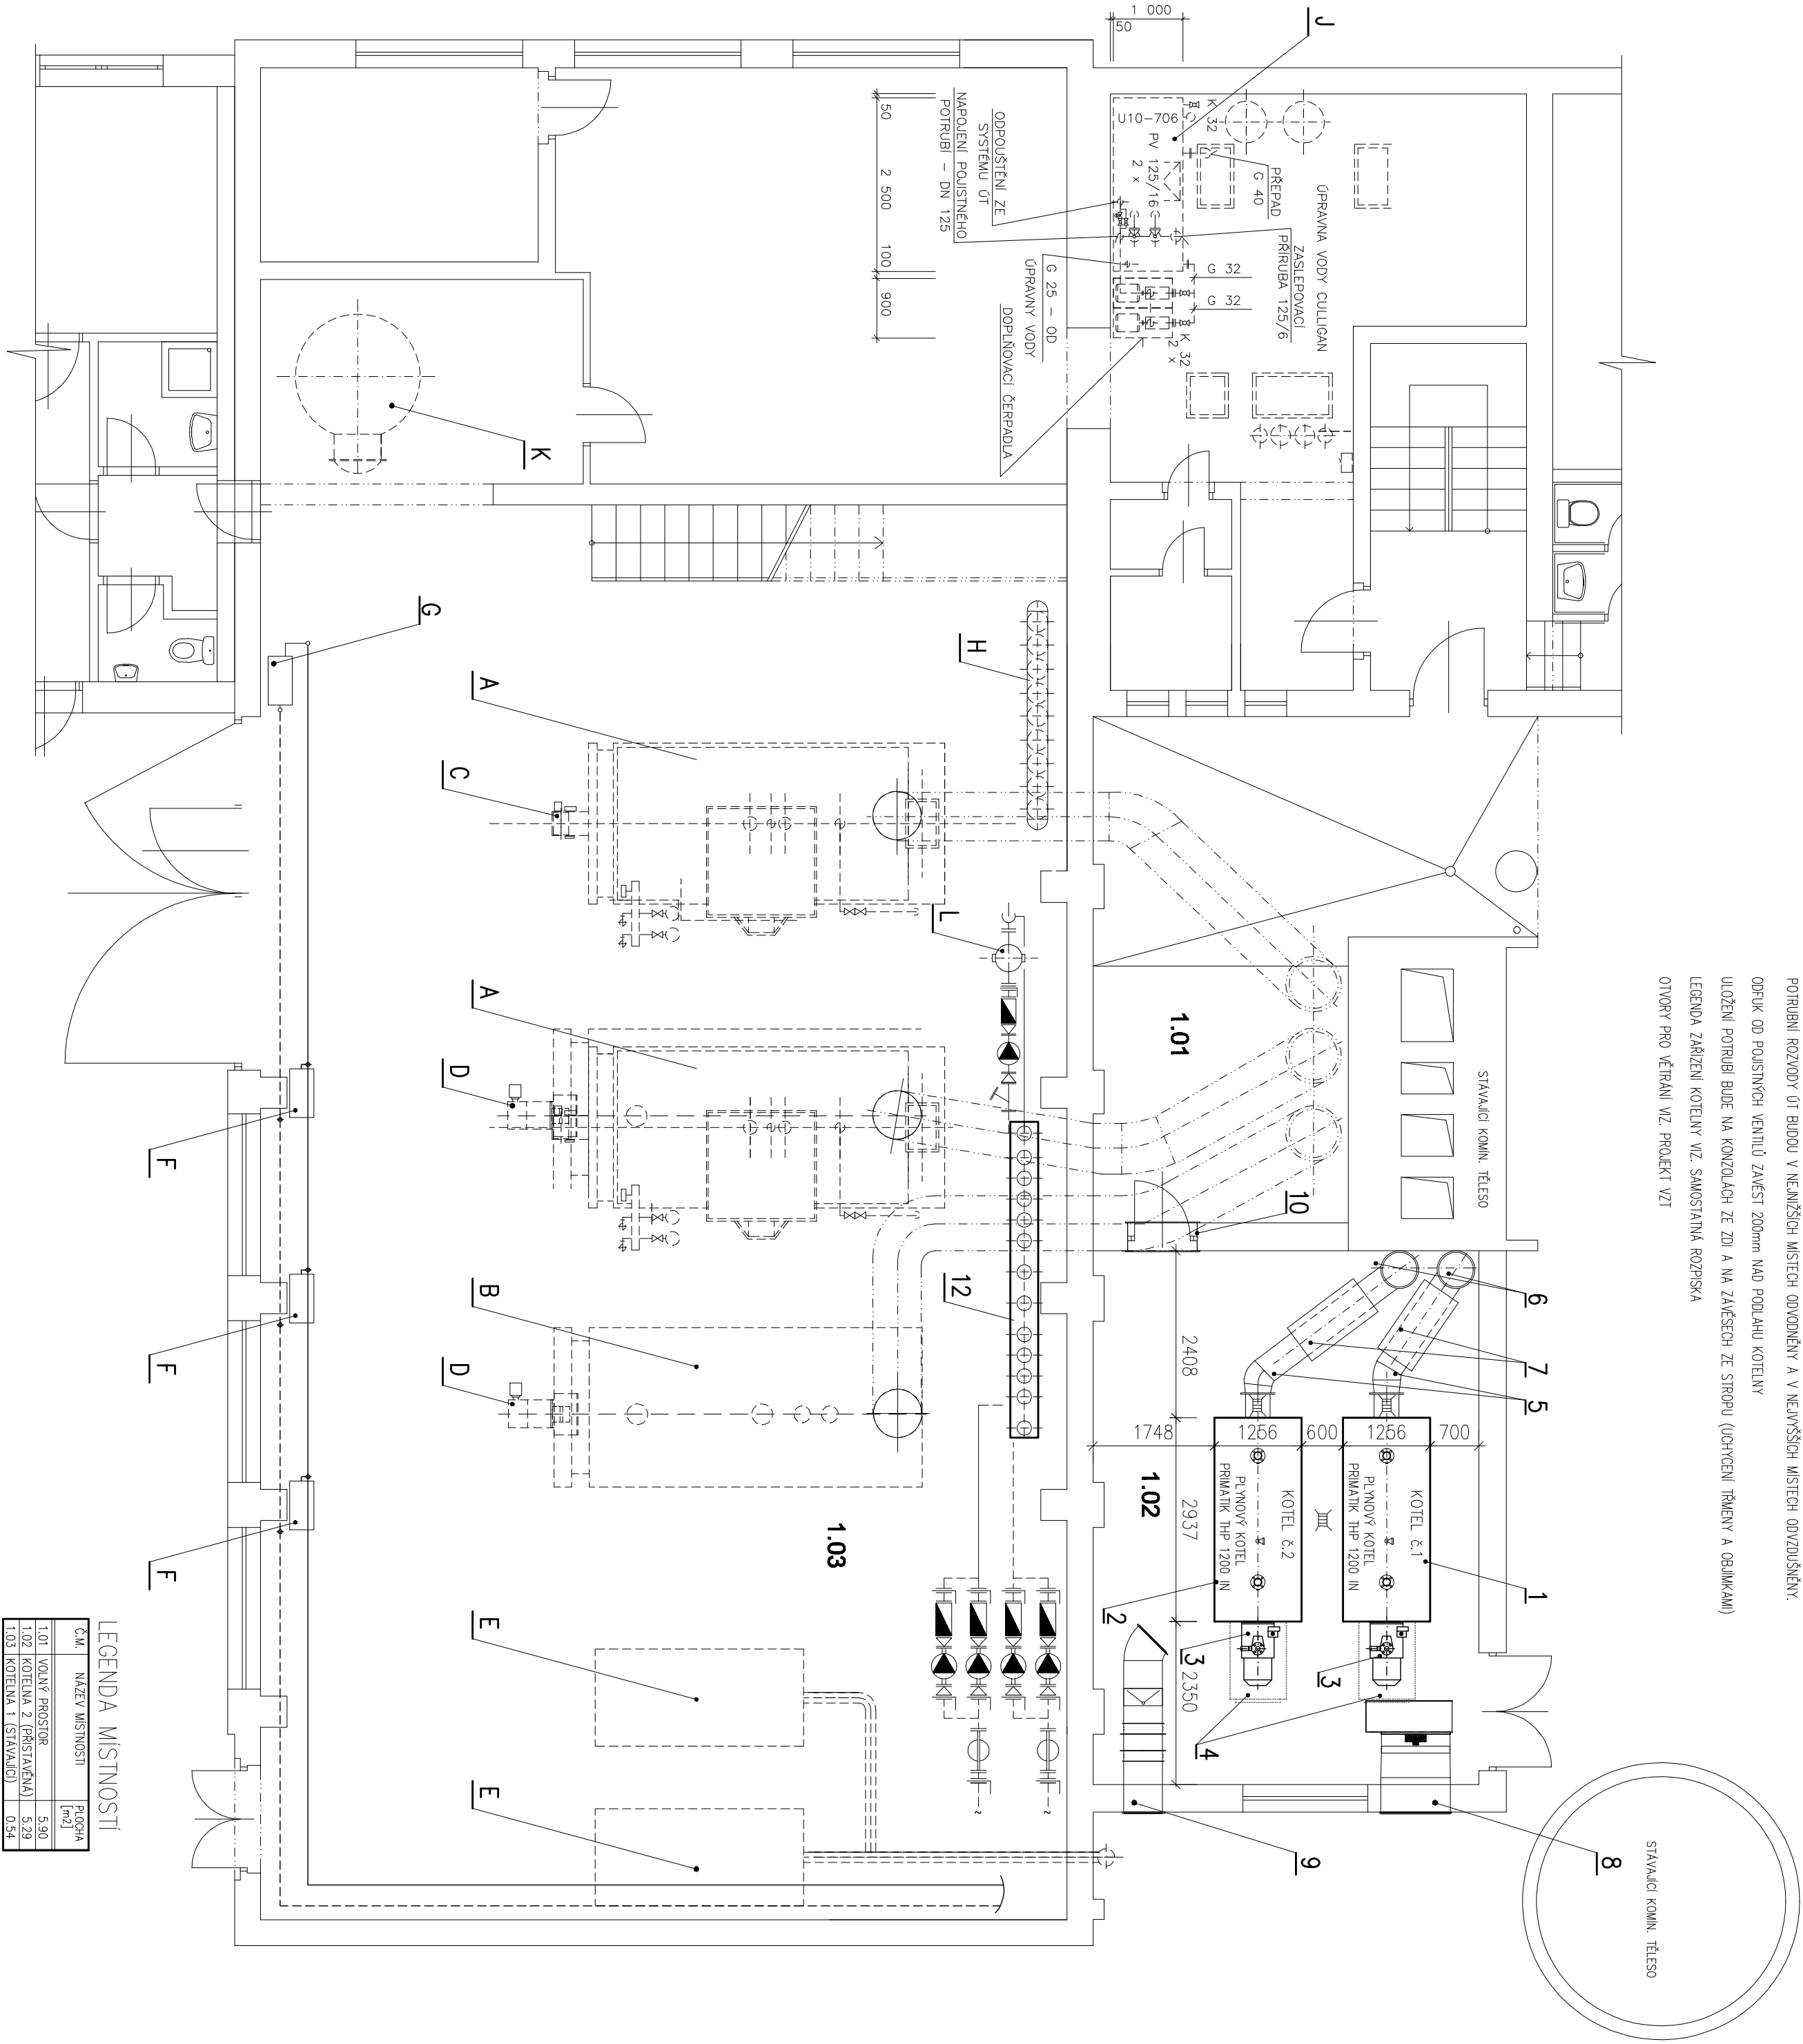 POTRUBNÍ ROZVODY ÚT BUDOU V NEJNIŽŠÍCH MÍSTECH ODVODNĚNY A V NEJVYŠŠÍCH MÍSTECH ODVZDUŠNĚNY.
ODFUK OD POJISTNÝCH VENTILŮ ZAVÉST 200mm NAD PODLAHU KOTELNY
ULOŽENÍ POTRUBÍ BUDE NA KONZOLÁCH ZE ZDI A NA ZÁVĚSECH ZE STROPU (UCHYCENÍ TŘMENY A OBJÍMKAMI)
LEGENDA ZAŘÍZENÍ KOTELNY VIZ. SAMOSTATNÁ ROZPISKA
OTVORY PRO VĚTRÁNÍ VIZ. PROJEKT VZT
STÁVAJÍCÍ KOMÍN. TĚLESO
STÁVAJÍCÍ KOMÍN. TĚLESO
J
1 000
50
K 32
U10-706
PV 125/16
2 x
PŘEPAD
G 40
ÚPRAVNA VODY CULLIGAN
ZASLEPOVACÍ
PŘÍRUBA 125/6
G 32
G 32
K 32
2 x
ODPOUŠTĚNÍ ZE
SYSTÉMU ÚT
NAPOJENÍ POJISTNÉHO
POTRUBÍ - DN 125
G 25 - OD
ÚPRAVNY VODY
DOPLŇOVACÍ ČERPADLA
50
2 500
100
900
K
G
H
A
C
L
A
D
B
D
F
F
F
E
E
1.01
1.02
1.03
10
12
6
7
5
1
2
3
3
4
8
9
2408
2937
2350
1748
1256
600
1256
700
KOTEL č.1
PLYNOVÝ KOTEL
PRIMATIK THP 1200 IN
KOTEL č.2
PLYNOVÝ KOTEL
PRIMATIK THP 1200 IN
~
~
LEGENDA MÍSTNOSTÍ
Č.M. NÁZEV MÍSTNOSTI PLOCHA
[m2]
1.01 VOLNÝ PROSTOR 5.90
1.02 KOTELNA 2 (PŘISTAVĚNÁ) 5.29
1.03 KOTELNA 1 (STÁVAJÍCÍ) 0.54